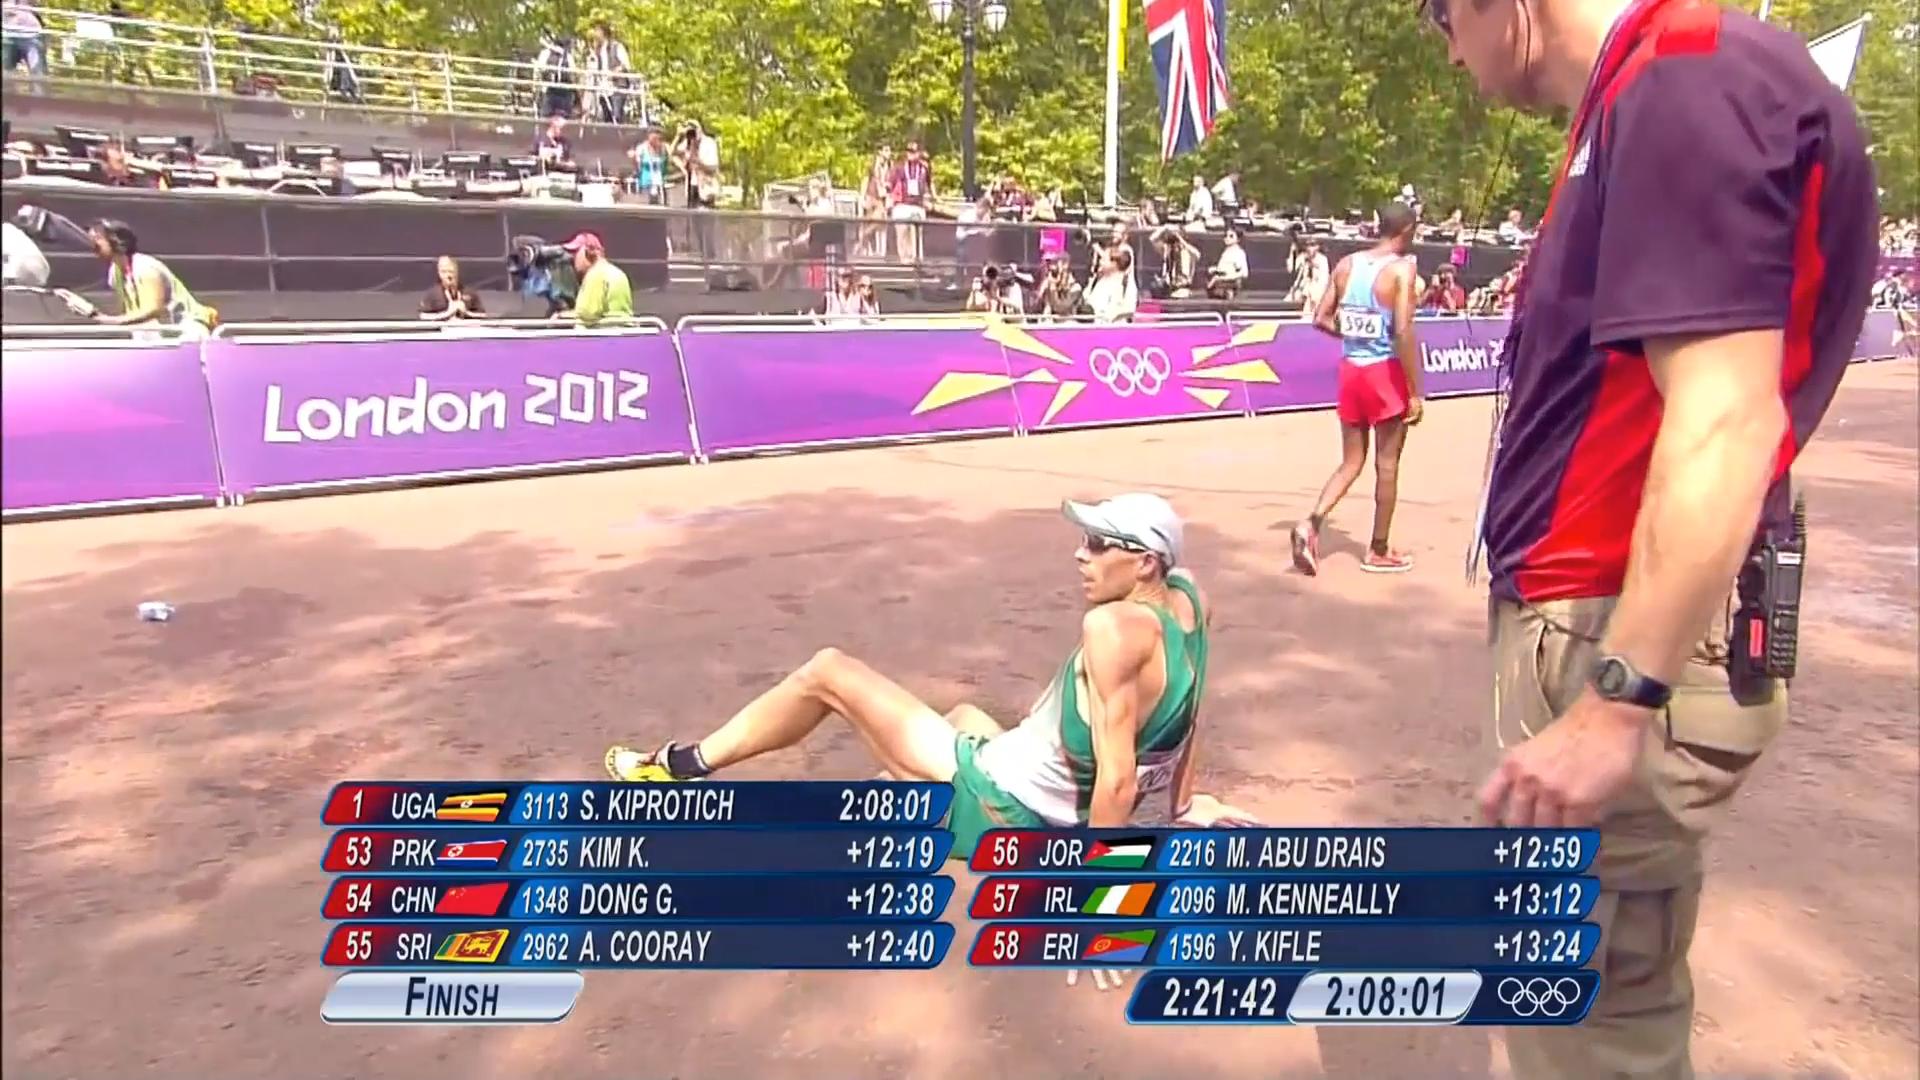 London 2012
London 2
596
1 UGA 3113 S. KIPROTICH 2:08:01
53 PRK 2735 KIM K. +12:19
54 CHN 1348 DONG G. +12:38
55 SRI 2962 A. COORAY +12:40
56 JOR 2216 M. ABU DRAIS +12:59
57 IRL 2096 M. KENNEALLY +13:12
58 ERI 1596 Y. KIFLE +13:24
FINISH
2:21:42 2:08:01